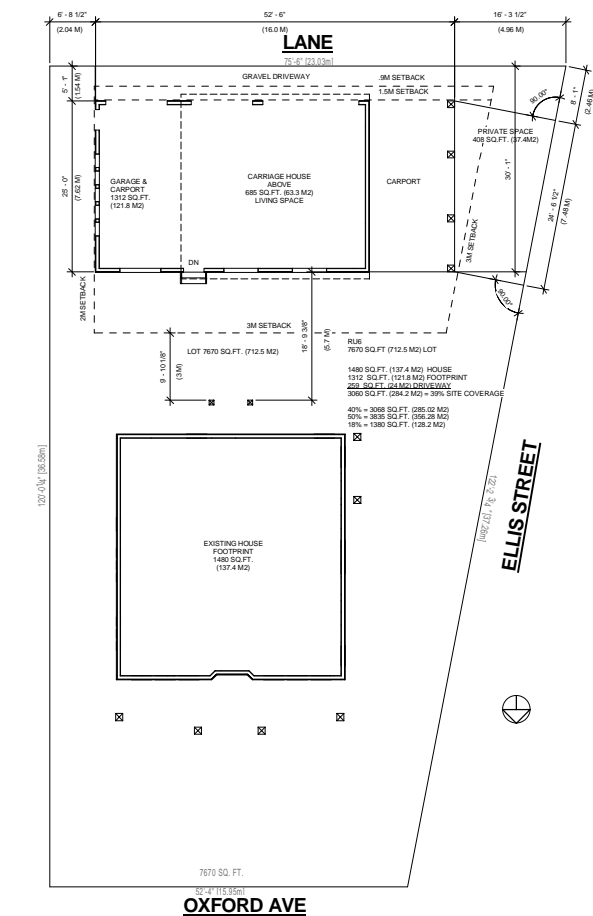 6' - 8 1/2"
(2.04 M)
52' - 6"
(16.0 M)
16' - 3 1/2"
(4.96 M)
LANE
75'-6" [23.03m]
GRAVEL DRIVEWAY
.9M SETBACK
1.5M SETBACK
5' - 1"
(1.54 M)
90.00°
8' - 1"
(2.46 M)
PRIVATE SPACE
408 SQ.FT. (37.4M2)
25' - 0"
(7.62 M)
GARAGE &
CARPORT
1312 SQ.FT.
(121.8 M2)
CARRIAGE HOUSE
ABOVE
685 SQ.FT. (63.3 M2)
LIVING SPACE
CARPORT
30' - 1"
24' - 6 1/2"
(7.48 M)
3M SETBACK
DN
2M SETBACK
90.00°
3M SETBACK
LOT 7670 SQ.FT. (712.5 M2)
9' - 10 1/8"
(3M)
18' - 9 3/8"
(5.7 M)
RU6
7670 SQ.FT (712.5 M2) LOT
1480 SQ.FT. (137.4 M2) HOUSE
1312 SQ.FT. (121.8 M2) FOOTPRINT
259 SQ.FT. (24 M2) DRIVEWAY
3060 SQ.FT. (284.2 M2) = 39% SITE COVERAGE
40% = 3068 SQ.FT. (285.02 M2)
50% = 3835 SQ.FT. (356.28 M2)
18% = 1380 SQ.FT. (128.2 M2)
120'-0¼" [36.58m]
122'-2 3/4" [37.26m]
ELLIS STREET
EXISTING HOUSE
FOOTPRINT
1480 SQ.FT.
(137.4 M2)
7670 SQ. FT.
52'-4" [15.95m]
OXFORD AVE